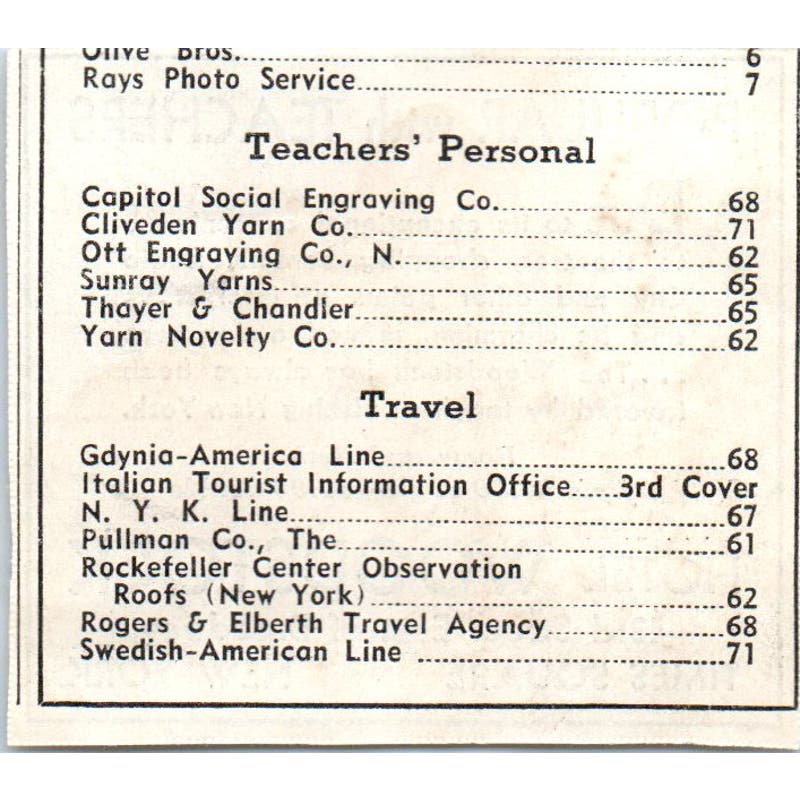 Olive Bros. 6
Rays Photo Service 7
Teachers' Personal
Capitol Social Engraving Co. 68
Cliveden Yarn Co. 71
Ott Engraving Co., N. 62
Sunray Yarns 65
Thayer & Chandler 65
Yarn Novelty Co. 62
Travel
Gdynia-America Line 68
Italian Tourist Information Office 3rd Cover
N. Y. K. Line 67
Pullman Co., The 61
Rockefeller Center Observation
Roofs (New York) 62
Rogers & Elberth Travel Agency 68
Swedish-American Line 71